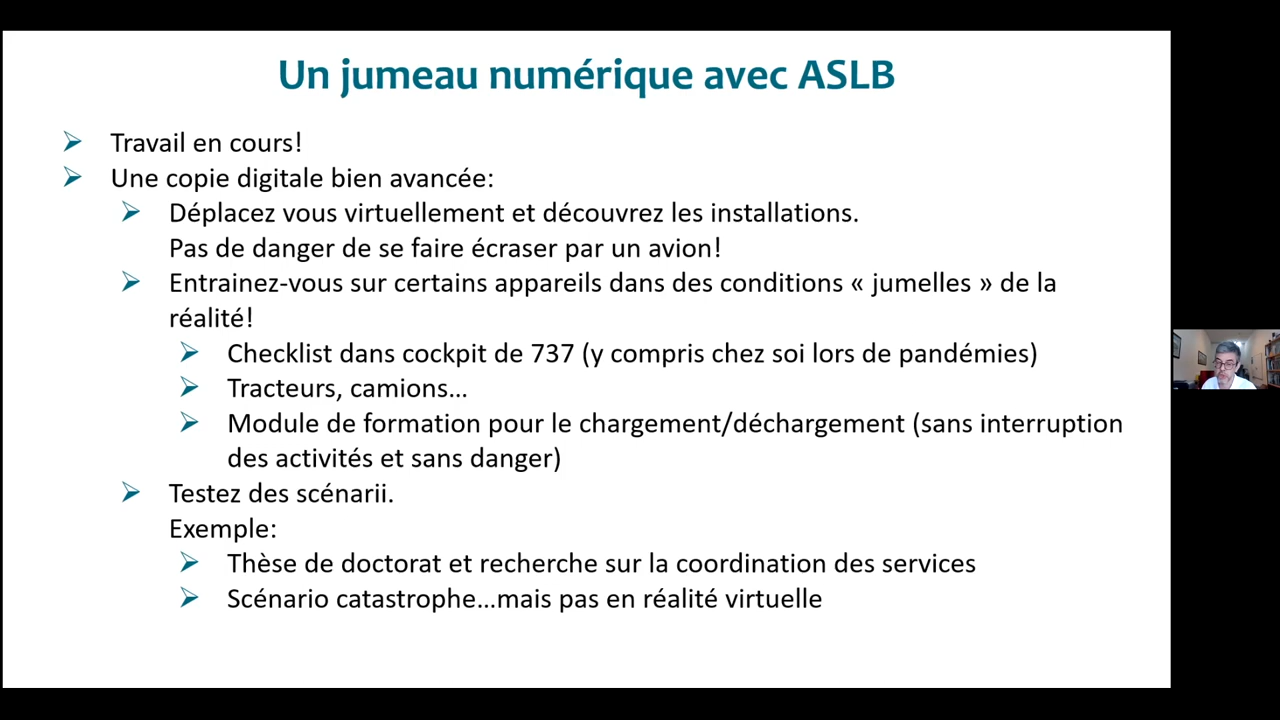 Un jumeau numérique avec ASLB
Travail en cours!
Une copie digitale bien avancée:
Déplacez vous virtuellement et découvrez les installations.
Pas de danger de se faire écraser par un avion!
Entrainez-vous sur certains appareils dans des conditions « jumelles » de la
réalité!
Checklist dans cockpit de 737 (y compris chez soi lors de pandémies)
Tracteurs, camions...
Module de formation pour le chargement/déchargement (sans interruption
des activités et sans danger)
Testez des scénarii.
Exemple:
Thèse de doctorat et recherche sur la coordination des services
Scénario catastrophe...mais pas en réalité virtuelle